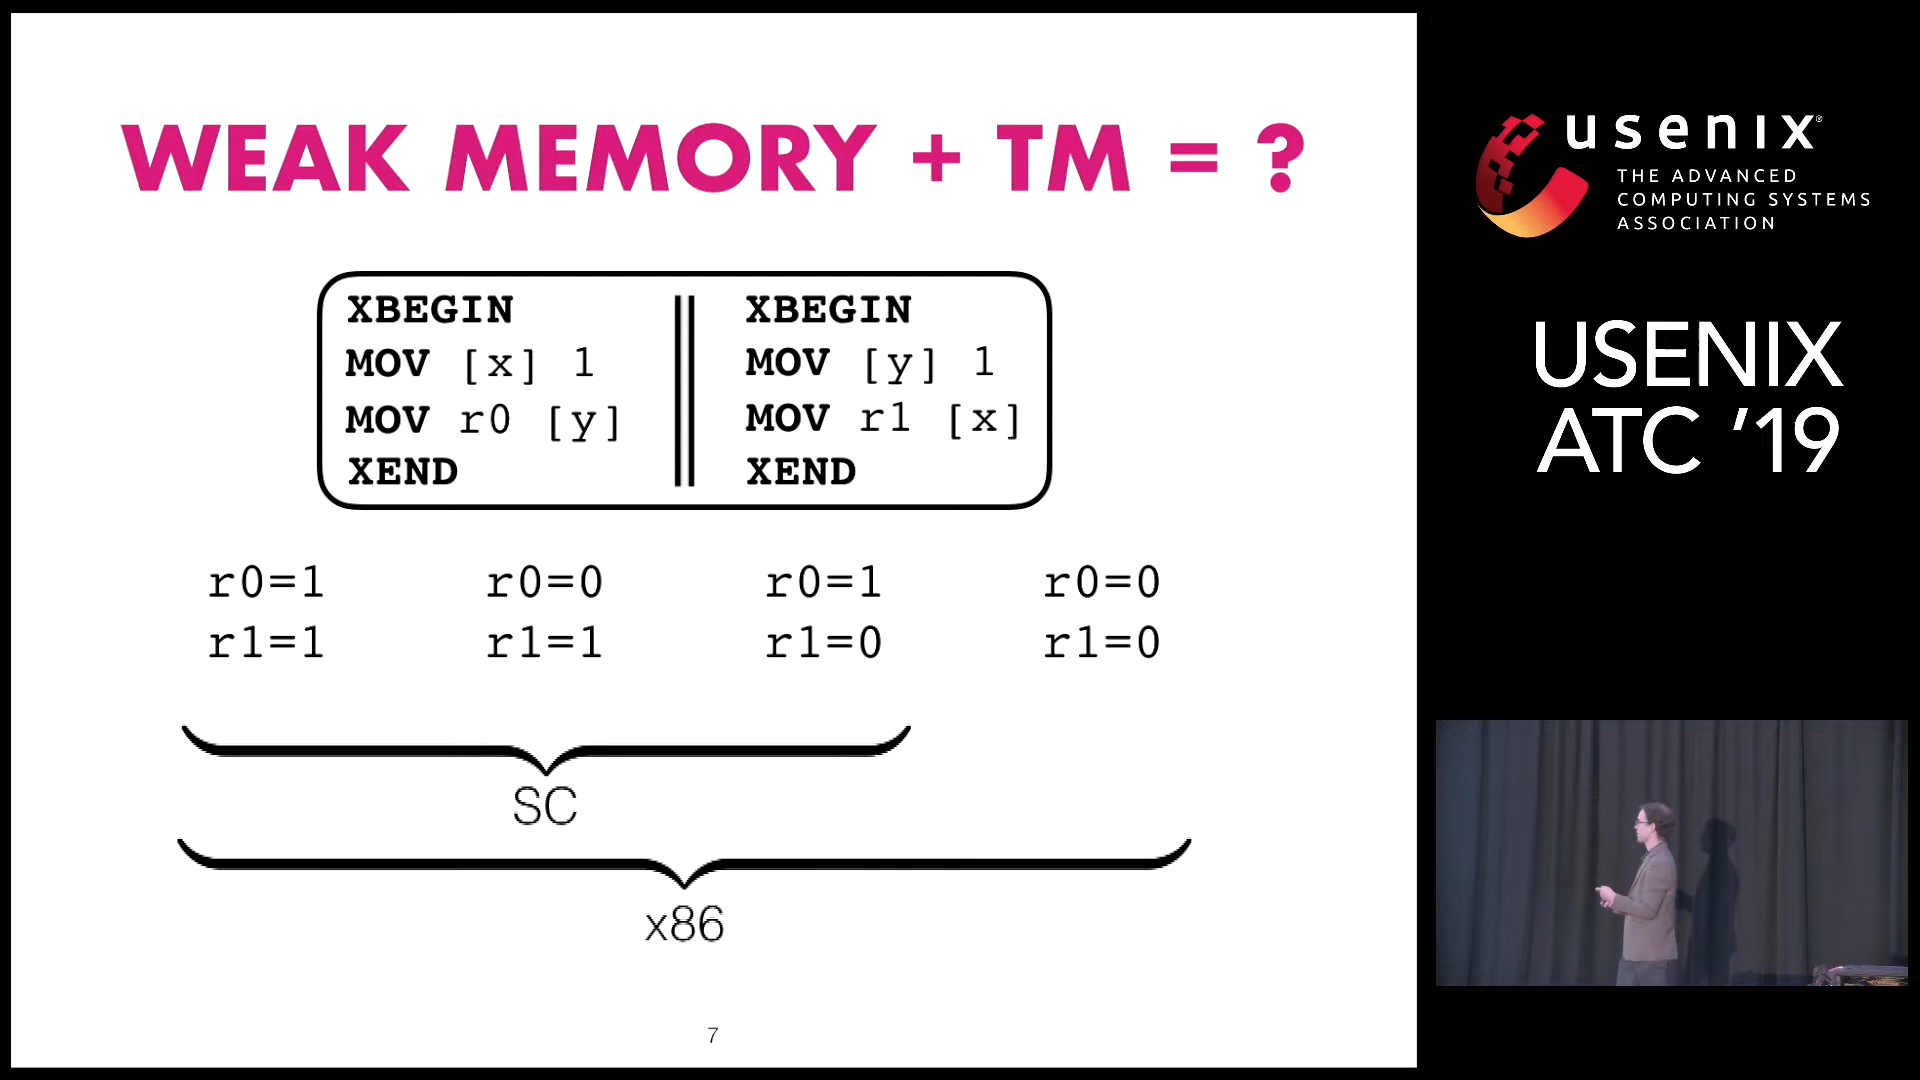 WEAK MEMORY + TM = ?
XBEGIN XBEGIN
MOV [x] 1 MOV [y] 1
MOV r0 [y] MOV r1 [x]
XEND XEND
r0=1 r0=0 r0=1 r0=0
r1=1 r1=1 r1=0 r1=0
SC
x86
7
usenix®
THE ADVANCED
COMPUTING SYSTEMS
ASSOCIATION
USENIX
ATC ’19